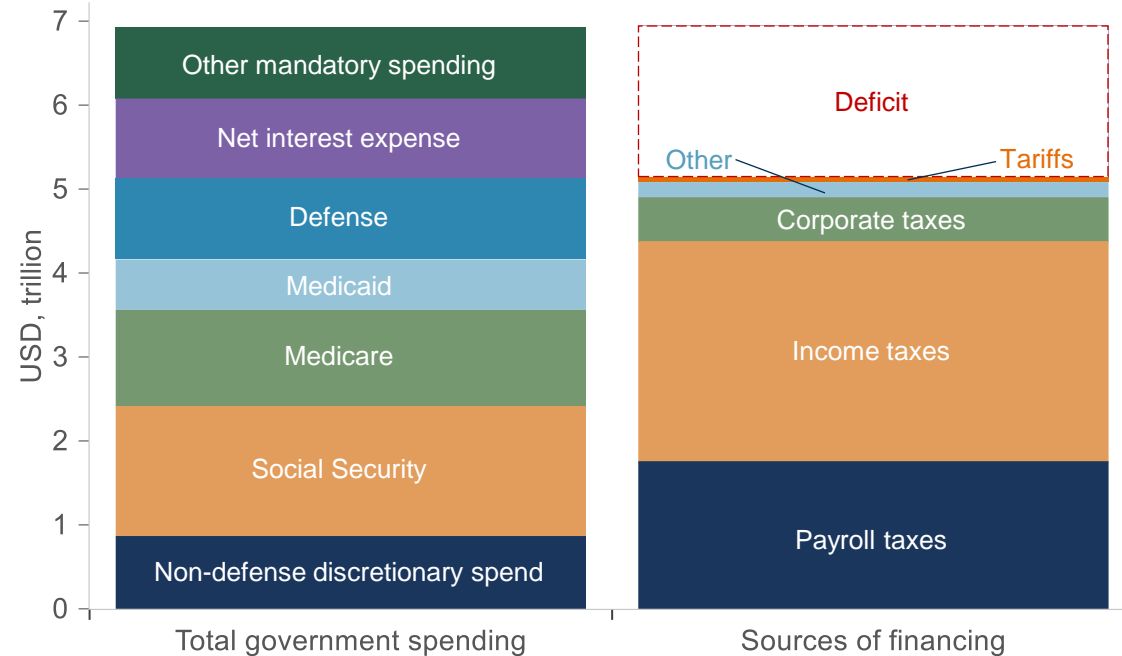 7
6
5
4
3
2
1
0
USD, trillion
Other mandatory spending
Net interest expense
Defense
Medicaid
Medicare
Social Security
Non-defense discretionary spend
Deficit
Other
Tariffs
Corporate taxes
Income taxes
Payroll taxes
Total government spending
Sources of financing